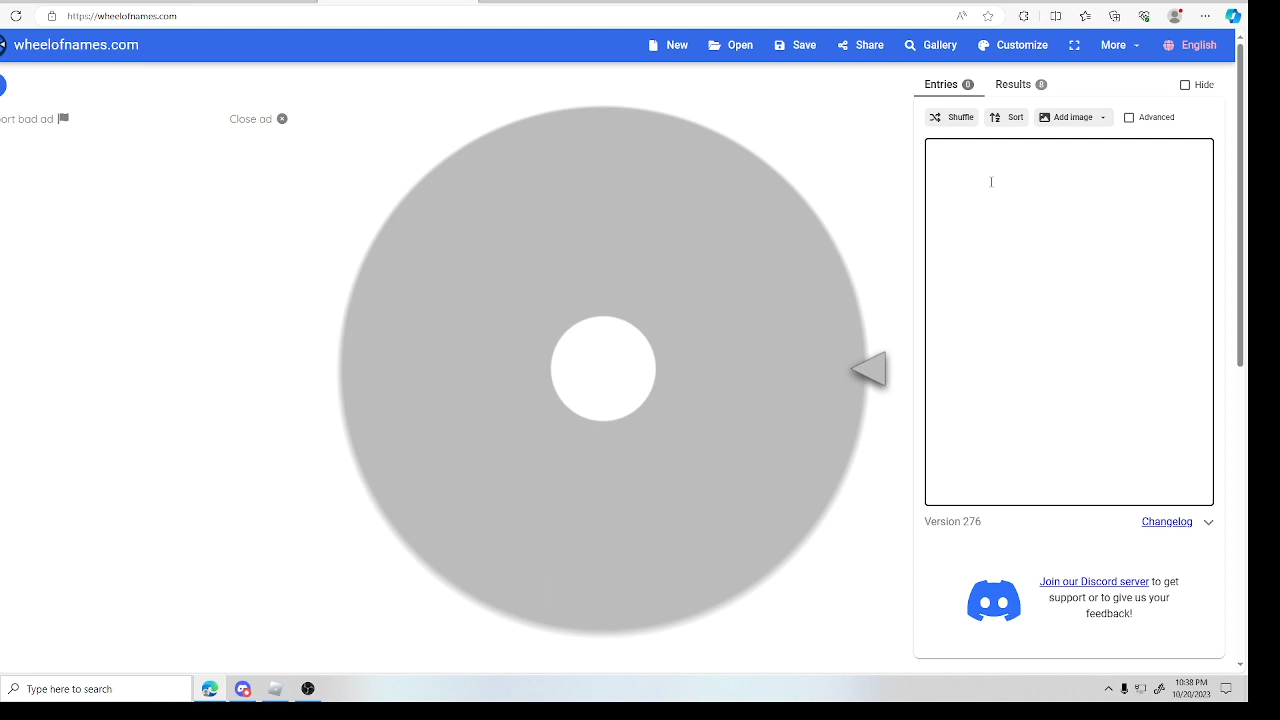 https://wheelofnames.com
wheelofnames.com
New
Open
Save
Share
Gallery
Customize
More
English
Entries 0
Results 8
Hide
ort bad ad
Close ad
Shuffle
Sort
Add image
Advanced
Version 276
Changelog
Join our Discord server to get
support or to give us your
feedback!
Type here to search
10:38 PM
10/20/2023